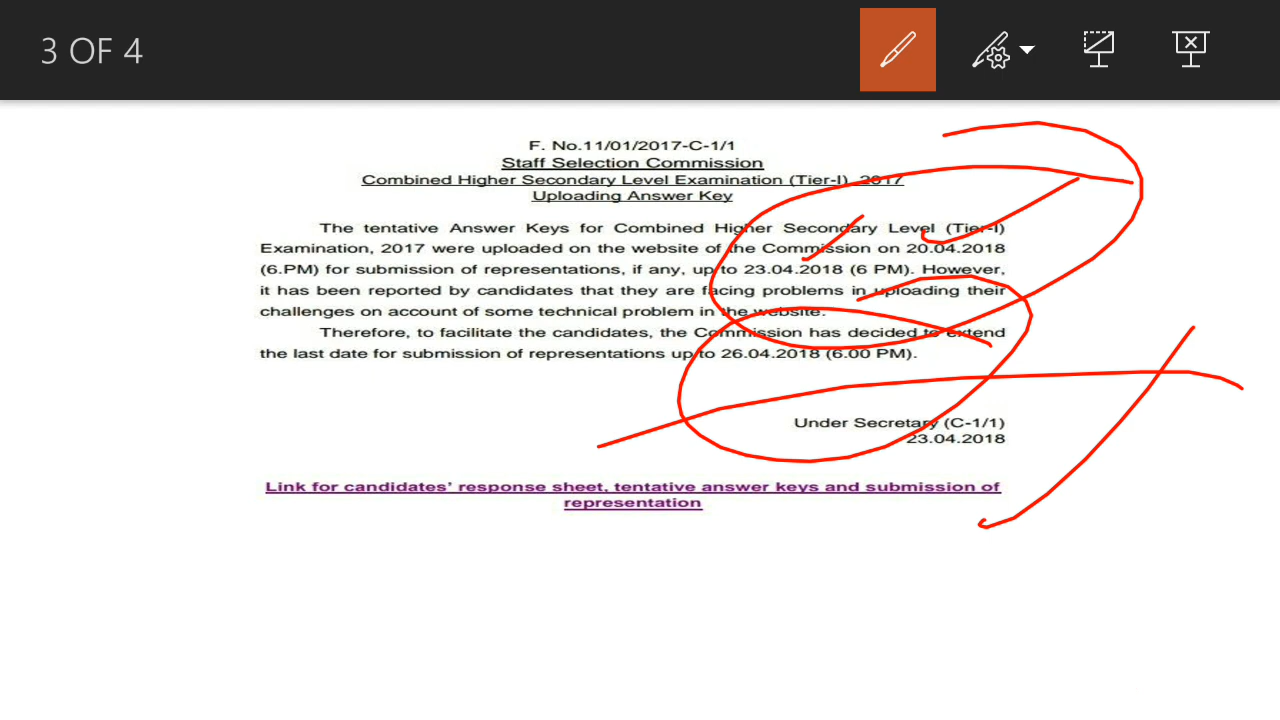 3 OF 4
F. No.11/01/2017-C-1/1
Staff Selection Commission
Combined Higher Secondary Level Examination (Tier-I), 2017
Uploading Answer Key
The tentative Answer Keys for Combined Higher Secondary Level (Tier-I)
Examination, 2017 were uploaded on the website of the Commission on 20.04.2018
(6.PM) for submission of representations, if any, up to 23.04.2018 (6 PM). However,
it has been reported by candidates that they are facing problems in uploading their
challenges on account of some technical problem in the website.
Therefore, to facilitate the candidates, the Commission has decided to extend
the last date for submission of representations up to 26.04.2018 (6.00 PM).
Under Secretary (C-1/1)
23.04.2018
Link for candidates' response sheet, tentative answer keys and submission of
representation